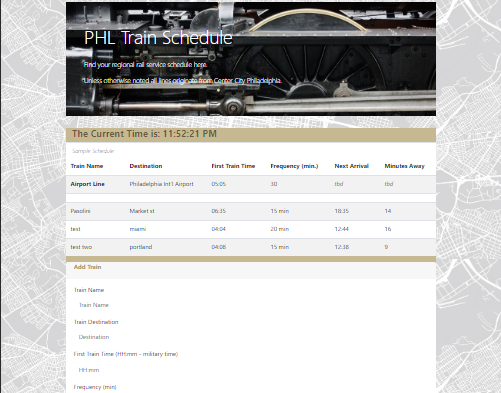 PHL Train Schedule
Find your regional rail service schedule here.
Unless otherwise noted all lines originate from Center City Philadelphia.
The Current Time is: 11:52:21 PM
Sample Schedule
Train Name Destination First Train Time Frequency (min.) Next Arrival Minutes Away
Airport Line Philadelphia Int'l Airport 05:05 30 tbd tbd
Pasolini Market st 06:35 15 min 18:35 14
test miami 04:04 20 min 12:44 16
test two portland 04:08 15 min 12:38 9
Add Train
Train Name
Train Name
Train Destination
Destination
First Train Time (HH:mm - military time)
HH:mm
Frequency (min)